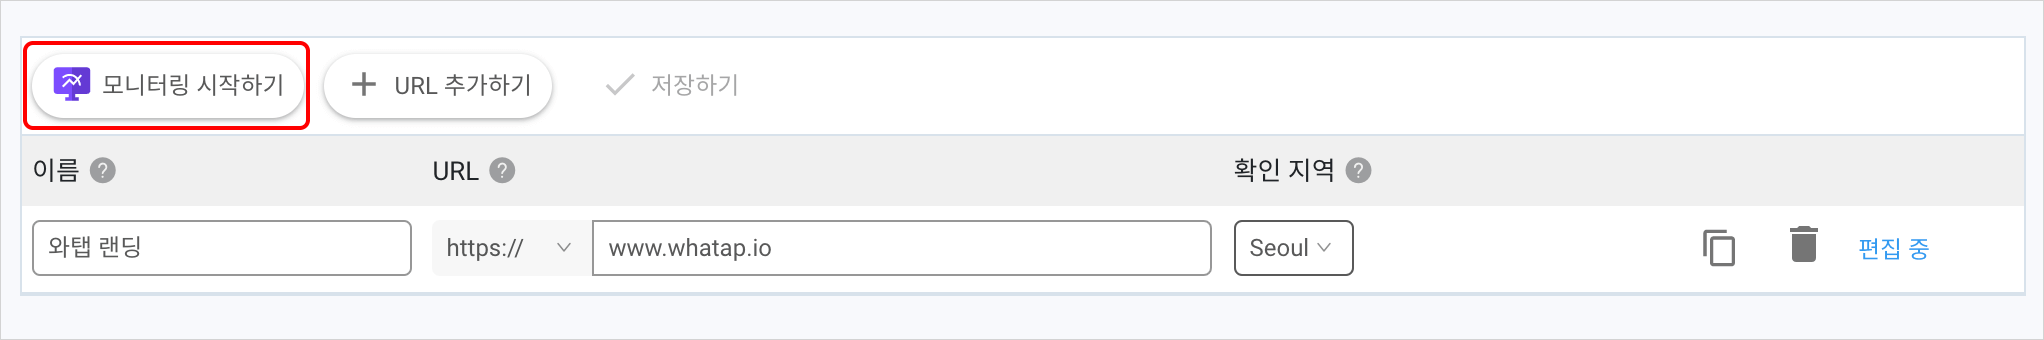 모니터링 시작하기 URL 추가하기 저장하기
이름 ? URL ? 확인 지역 ?
와탭 랜딩 https:// www.whatap.io Seoul 편집 중